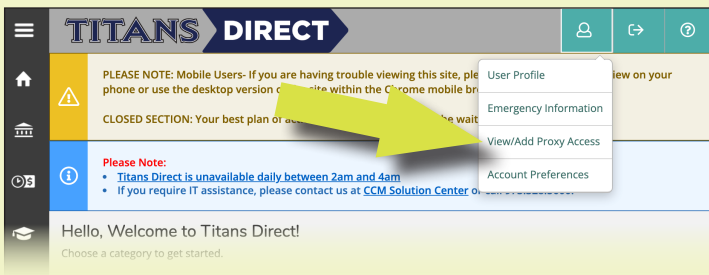 TITANS DIRECT
PLEASE NOTE: Mobile Users- If you are having trouble viewing this site, iew on your
phone or use the desktop version within the Chrome mobile
CLOSED SECTION: Your best plan of be
User Profile
Emergency Information
View/Add Proxy Access
Account Preferences
Please Note:
• Titans Direct is unavailable daily between 2am and 4am
• If you require IT assistance, please contact us at CCM Solution Center
Hello, Welcome to Titans Direct!
Choose a category to get started.